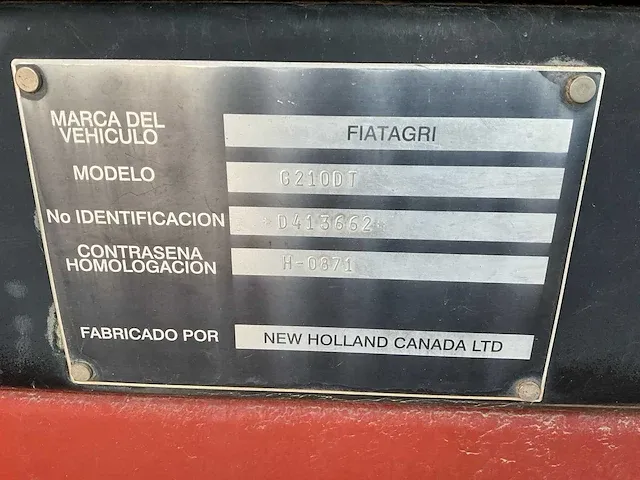 MARCA DEL
VEHICULO
FIATAGRI
MODELO
G210DT
No IDENTIFICACION
*D413662*
CONTRASENA
HOMOLOGACION
H-0871
FABRICADO POR
NEW HOLLAND CANADA LTD